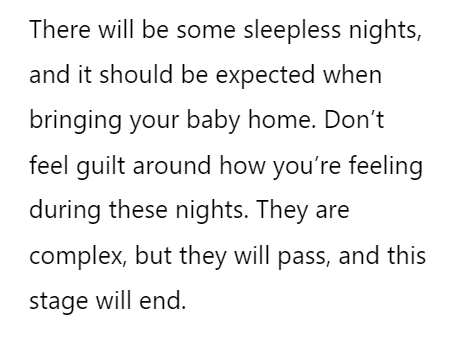 There will be some sleepless nights,
and it should be expected when
bringing your baby home. Don’t
feel guilt around how you’re feeling
during these nights. They are
complex, but they will pass, and this
stage will end.